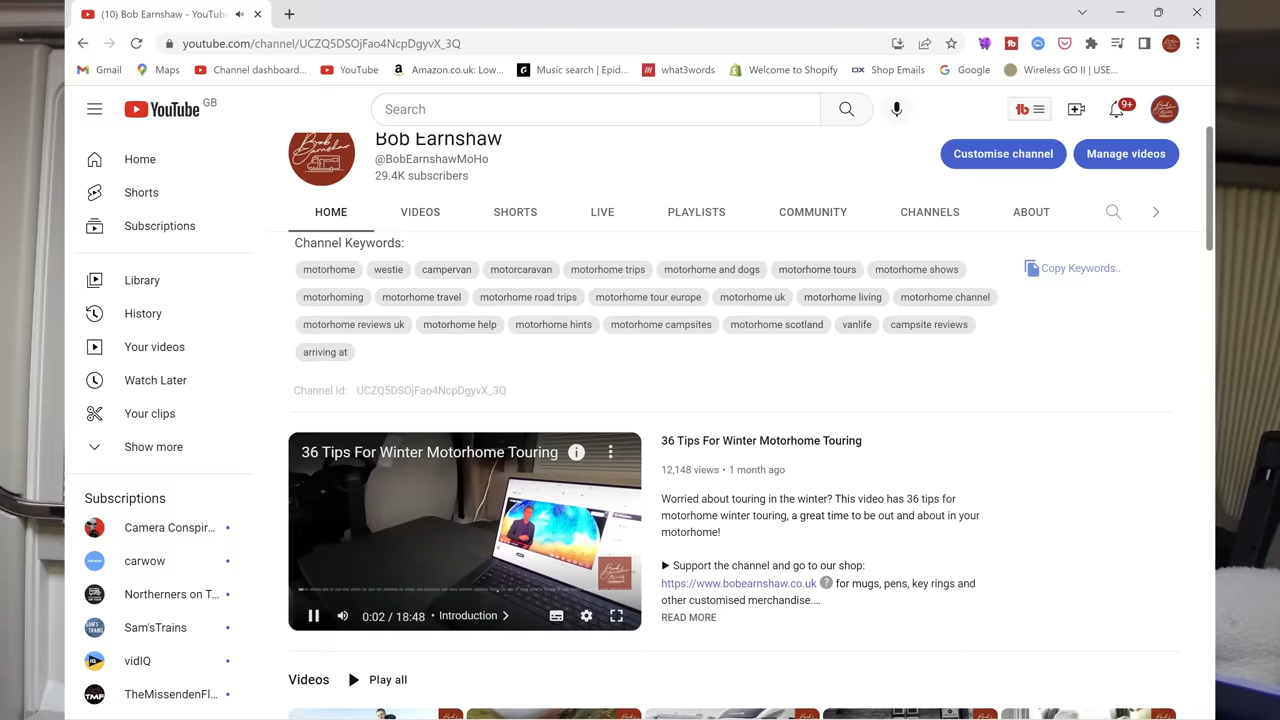 (10) Bob Earnshaw - YouTub
youtube.com/channel/UCZQ5DSOjFao4NcpDgyvX_3Q
Gmail
Maps
Channel dashboard...
YouTube
Amazon.co.uk: Low...
Music search | Epid...
what3words
Welcome to Shopify
Shop Emails
Google
Wireless GO II | USE...
YouTube GB
Search
9+
Home
Shorts
Subscriptions
Library
History
Your videos
Watch Later
Your clips
Show more
Subscriptions
Camera Conspir...
carwow
Northerners on T...
Sam'sTrains
vidIQ
TheMissendenFl...
Bob Earnshaw
Bob Earnshaw
@BobEarnshawMoHo
29.4K subscribers
Customise channel
Manage videos
HOME VIDEOS SHORTS LIVE PLAYLISTS COMMUNITY CHANNELS ABOUT
Channel Keywords:
motorhome westie campervan motorcaravan motorhome trips motorhome and dogs motorhome tours motorhome shows
motorhoming motorhome travel motorhome road trips motorhome tour europe motorhome uk motorhome living motorhome channel
motorhome reviews uk motorhome help motorhome hints motorhome campsites motorhome scotland vanlife campsite reviews
arriving at
Copy Keywords..
Channel Id: UCZQ5DSOjFao4NcpDgyvX_3Q
36 Tips For Winter Motorhome Touring
0:02 / 18:48 • Introduction
36 Tips For Winter Motorhome Touring
12,148 views • 1 month ago
Worried about touring in the winter? This video has 36 tips for
motorhome winter touring, a great time to be out and about in your
motorhome!
► Support the channel and go to our shop:
https://www.bobearnshaw.co.uk ? for mugs, pens, key rings and
other customised merchandise....
READ MORE
Videos
Play all